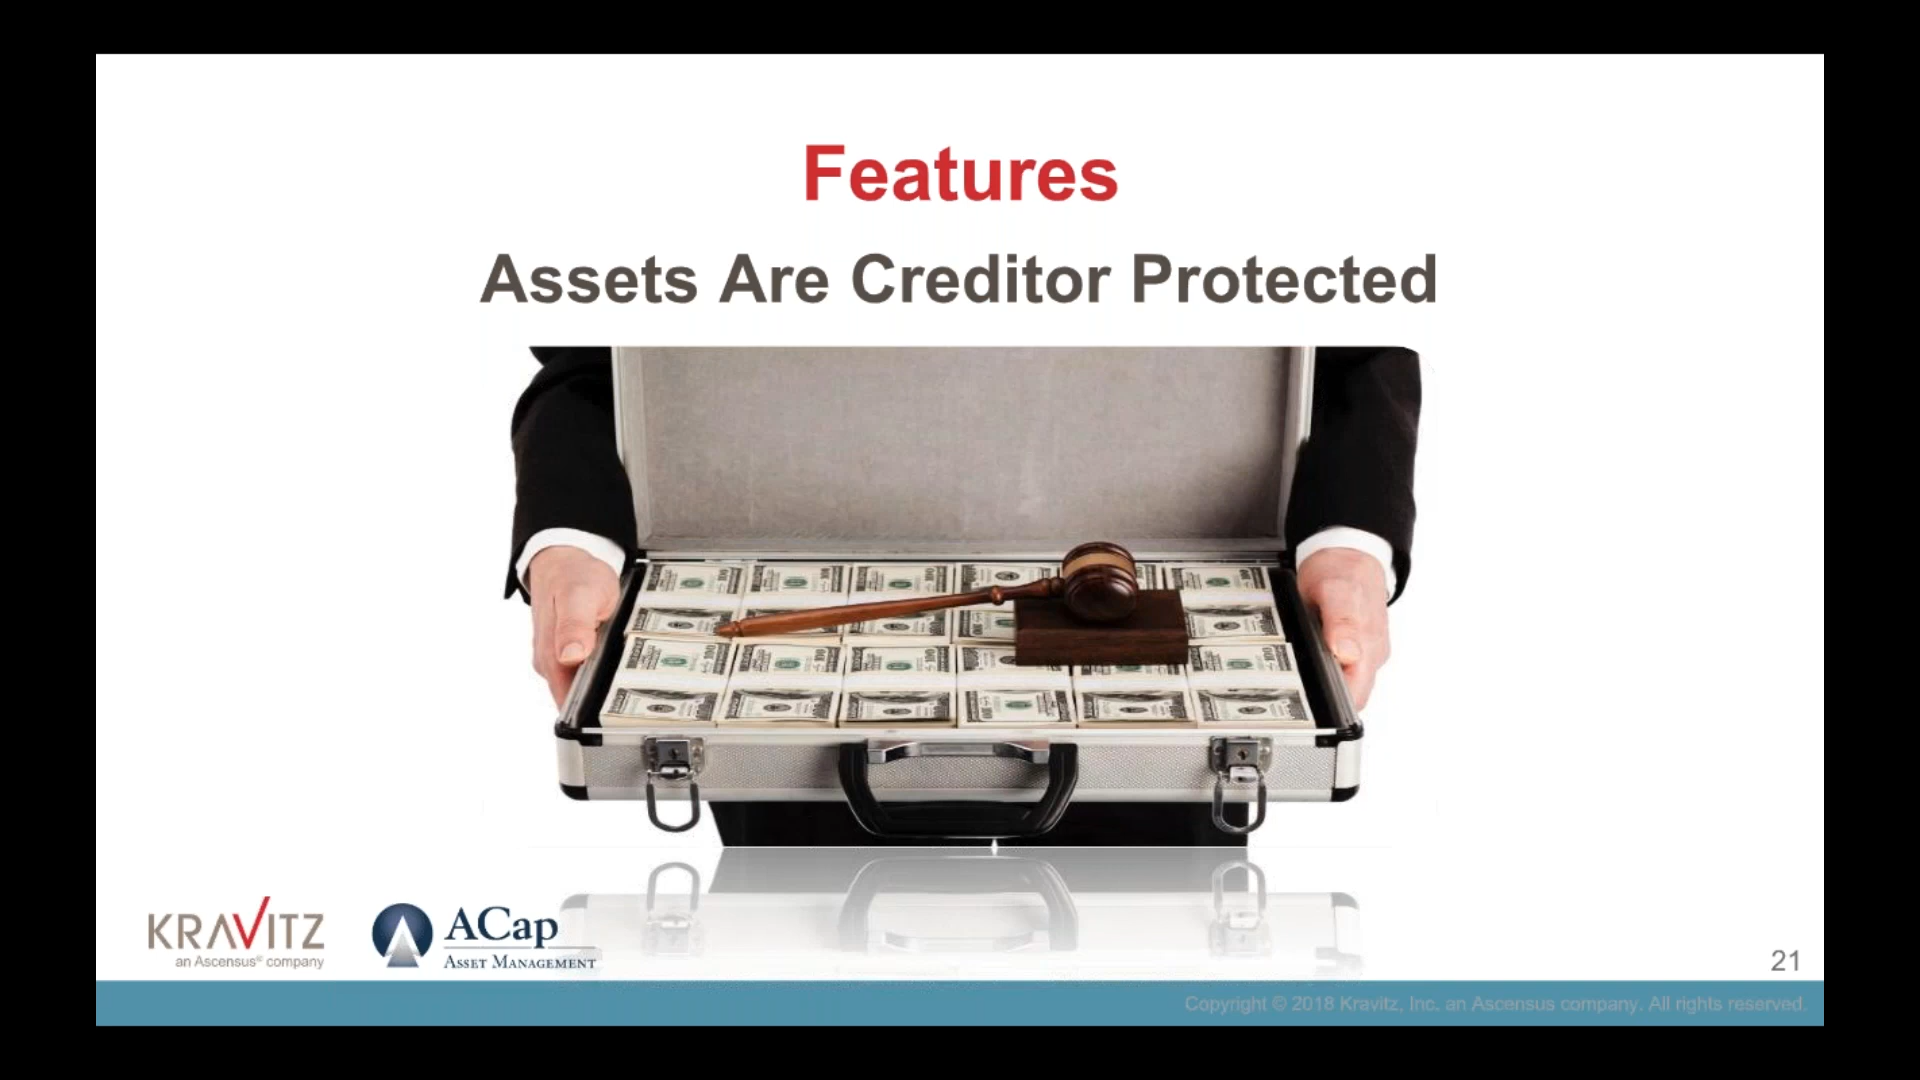 Features
Assets Are Creditor Protected
KRAVITZ
an Ascensus® company
ACap
ASSET MANAGEMENT
21
Copyright © 2018 Kravitz, Inc. an Ascensus company. All rights reserved.